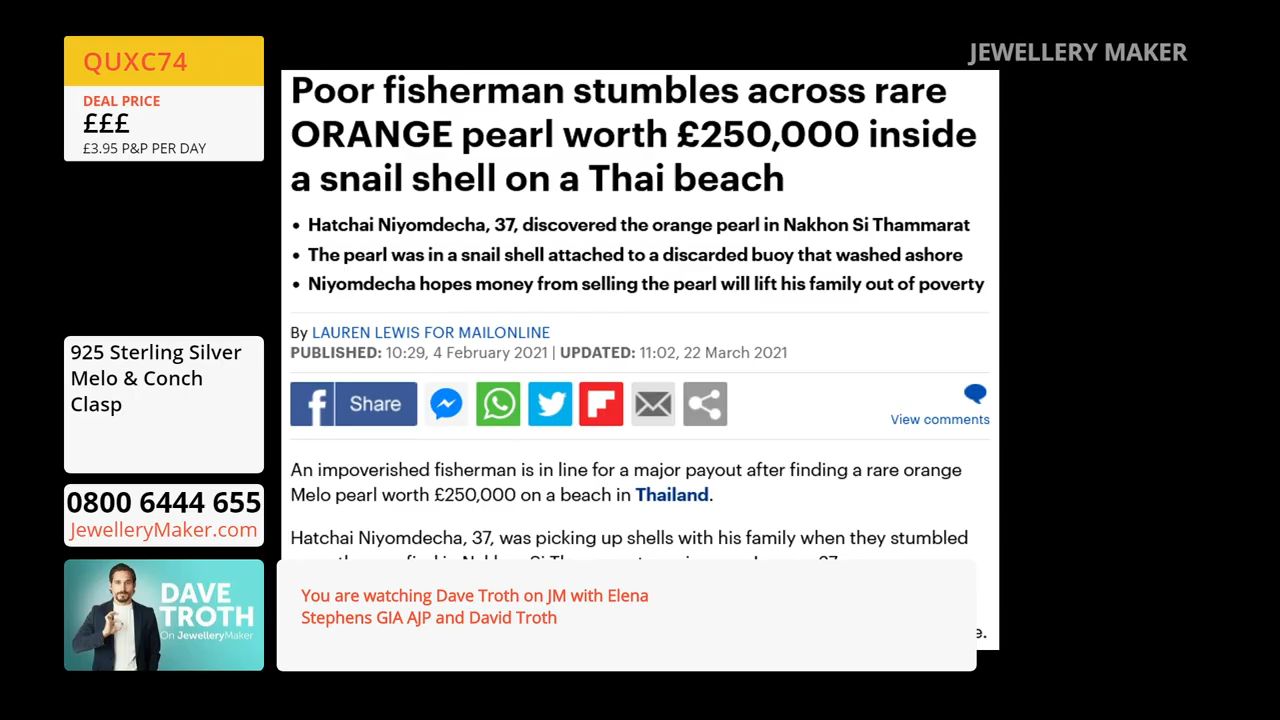 QUXC74
DEAL PRICE
£££
£3.95 P&P PER DAY
JEWELLERY MAKER
Poor fisherman stumbles across rare
ORANGE pearl worth £250,000 inside
a snail shell on a Thai beach
• Hatchai Niyomdecha, 37, discovered the orange pearl in Nakhon Si Thammarat
• The pearl was in a snail shell attached to a discarded buoy that washed ashore
• Niyomdecha hopes money from selling the pearl will lift his family out of poverty
By LAUREN LEWIS FOR MAILONLINE
PUBLISHED: 10:29, 4 February 2021 | UPDATED: 11:02, 22 March 2021
f Share
View comments
An impoverished fisherman is in line for a major payout after finding a rare orange
Melo pearl worth £250,000 on a beach in Thailand.
Hatchai Niyomdecha, 37, was picking up shells with his family when they stumbled
e.
925 Sterling Silver
Melo & Conch
Clasp
0800 6444 655
JewelleryMaker.com
DAVE
TROTH
On JewelleryMaker
You are watching Dave Troth on JM with Elena
Stephens GIA AJP and David Troth